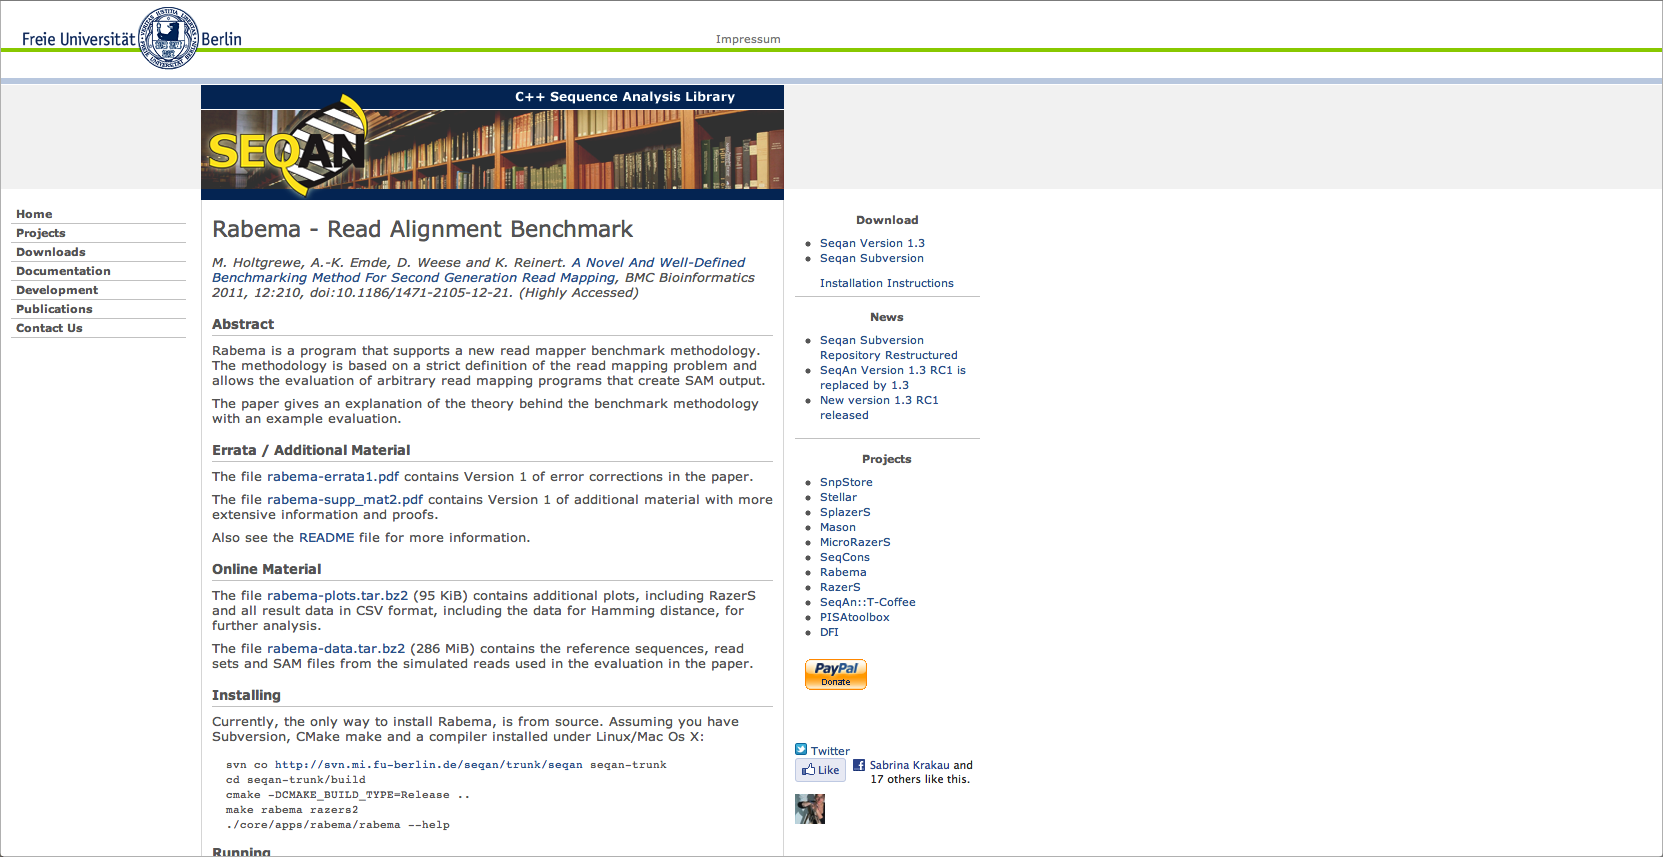 Freie Universität Berlin
Impressum
C++ Sequence Analysis Library
SEQAN
Home
Projects
Downloads
Documentation
Development
Publications
Contact Us
Rabema - Read Alignment Benchmark
M. Holtgrewe, A.-K. Emde, D. Weese and K. Reinert. A Novel And Well-Defined
Benchmarking Method For Second Generation Read Mapping, BMC Bioinformatics
2011, 12:210, doi:10.1186/1471-2105-12-21. (Highly Accessed)
Abstract
Rabema is a program that supports a new read mapper benchmark methodology.
The methodology is based on a strict definition of the read mapping problem and
allows the evaluation of arbitrary read mapping programs that create SAM output.
The paper gives an explanation of the theory behind the benchmark methodology
with an example evaluation.
Errata / Additional Material
The file rabema-errata1.pdf contains Version 1 of error corrections in the paper.
The file rabema-supp_mat2.pdf contains Version 1 of additional material with more
extensive information and proofs.
Also see the README file for more information.
Online Material
The file rabema-plots.tar.bz2 (95 KiB) contains additional plots, including RazerS
and all result data in CSV format, including the data for Hamming distance, for
further analysis.
The file rabema-data.tar.bz2 (286 MiB) contains the reference sequences, read
sets and SAM files from the simulated reads used in the evaluation in the paper.
Installing
Currently, the only way to install Rabema, is from source. Assuming you have
Subversion, CMake make and a compiler installed under Linux/Mac Os X:
svn co http://svn.mi.fu-berlin.de/seqan/trunk/seqan seqan-trunk
cd seqan-trunk/build
cmake -DCMAKE_BUILD_TYPE=Release ..
make rabema razers2
./core/apps/rabema/rabema --help
Running
Download
Seqan Version 1.3
Seqan Subversion
Installation Instructions
News
Seqan Subversion
Repository Restructured
SeqAn Version 1.3 RC1 is
replaced by 1.3
New version 1.3 RC1
released
Projects
SnpStore
Stellar
SplazerS
Mason
MicroRazerS
SeqCons
Rabema
RazerS
SeqAn::T-Coffee
PISAtoolbox
DFI
PayPal
Donate
Twitter
Like
Sabrina Krakau and
17 others like this.